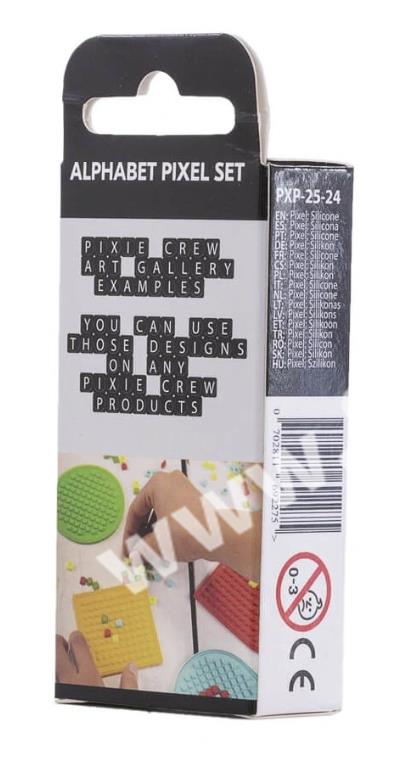 ALPHABET PIXEL SET
PIXIE CREW
ART GALLERY
EXAMPLES
YOU CAN USE
THOSE DESIGNS
ON ANY
PIXIE CREW
PRODUCTS
PXP-25-24
EN: Pixel; Silicone
ES: Pixel; Silicona
PT: Pixel; Silicone
DE: Pixel; Silikon
FR: Pixel; Silicone
CS: Pixel; Silikon
PL: Pixel; Silikon
IT: Pixel; Silicone
NL: Pixel; Silicone
LT: Pixel; Silikonas
LV: Pixel; Silikons
ET: Pixel; Silikoon
TR: Pixel; Silikon
RO: Pixel; Silicon
SK: Pixel; Silikón
HU: Pixel; Szilikon
0-3
CE
www.